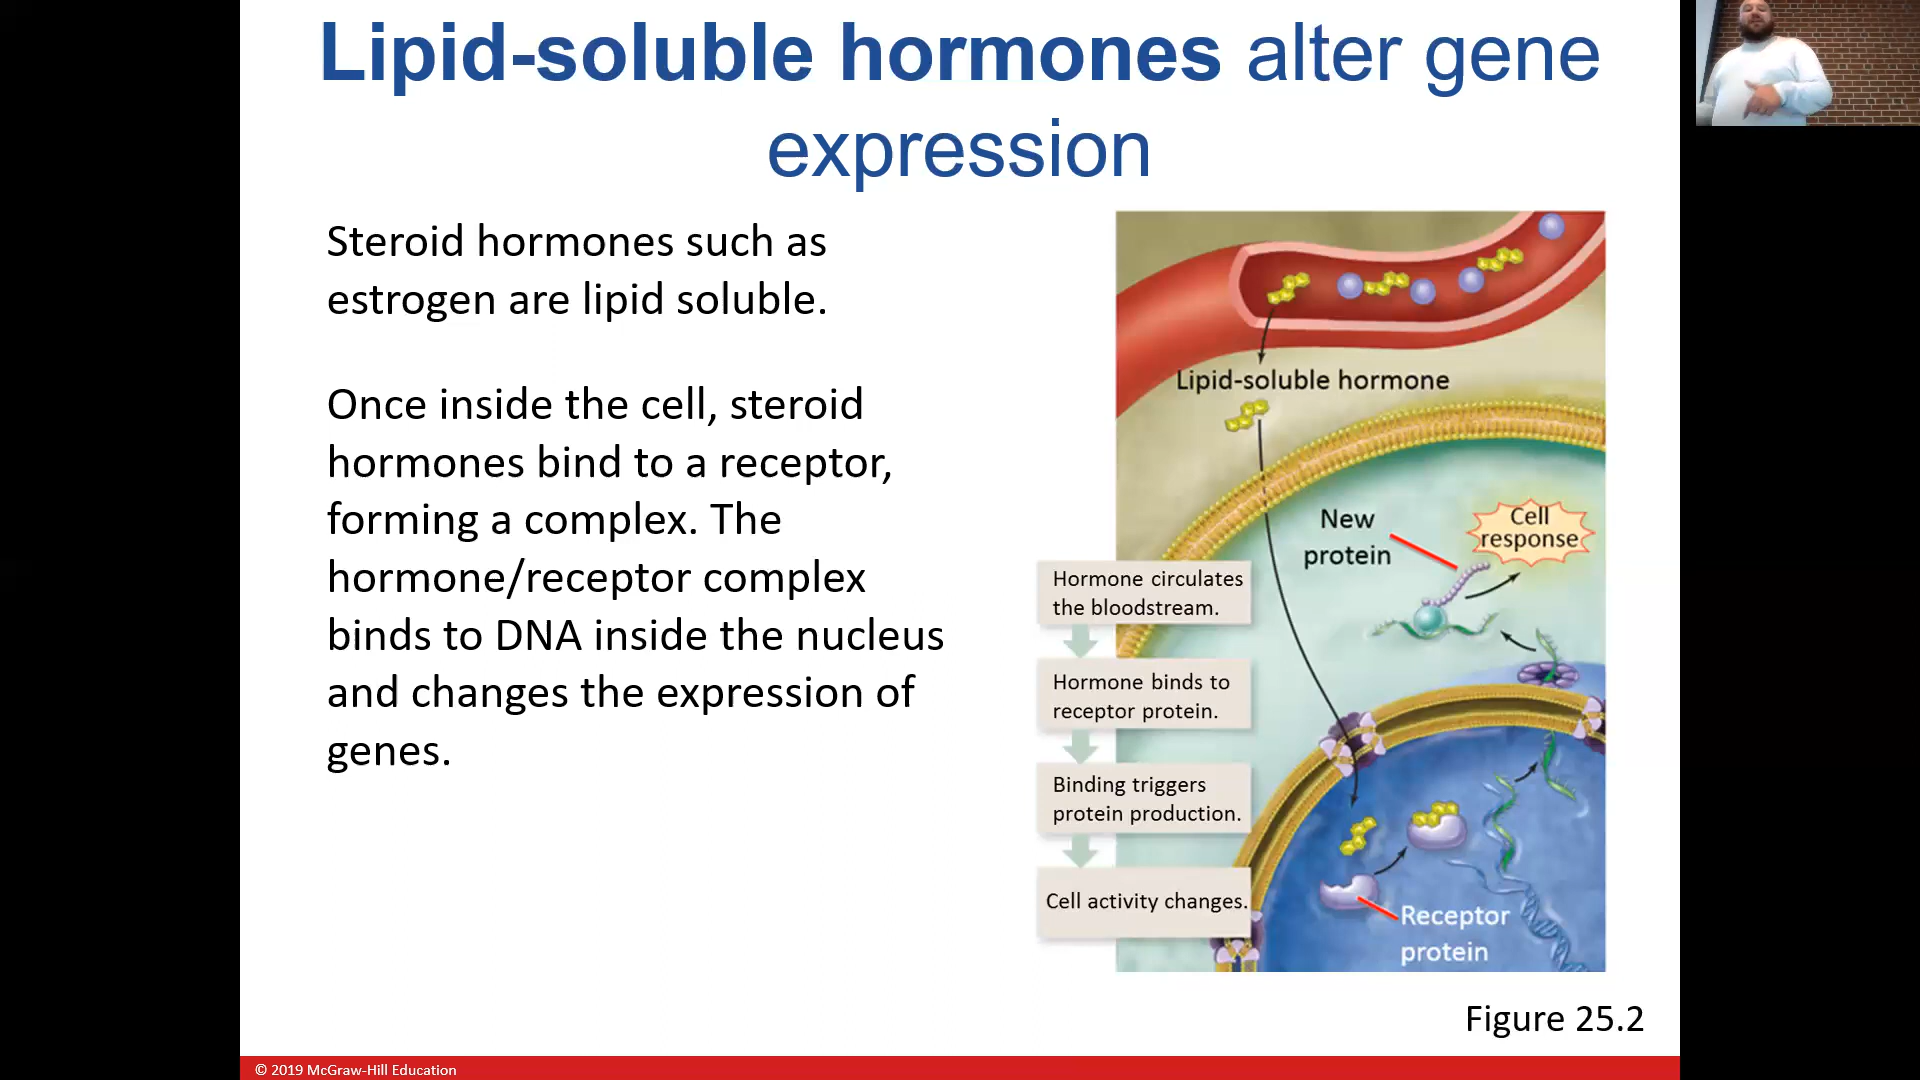 Lipid-soluble hormones alter gene
expression
Steroid hormones such as
estrogen are lipid soluble.
Once inside the cell, steroid
hormones bind to a receptor,
forming a complex. The
hormone/receptor complex
binds to DNA inside the nucleus
and changes the expression of
genes.
Lipid-soluble hormone
New
protein
Cell
response
Hormone circulates
the bloodstream.
Hormone binds to
receptor protein.
Binding triggers
protein production.
Cell activity changes.
Receptor
protein
Figure 25.2
© 2019 McGraw-Hill Education